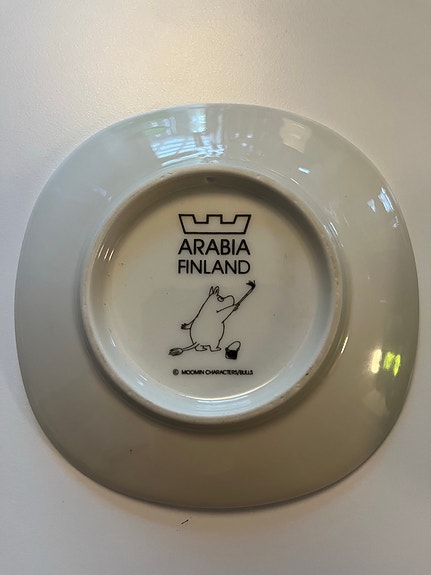 ARABIA
FINLAND
© MOOMIN CHARACTERS/BULLS